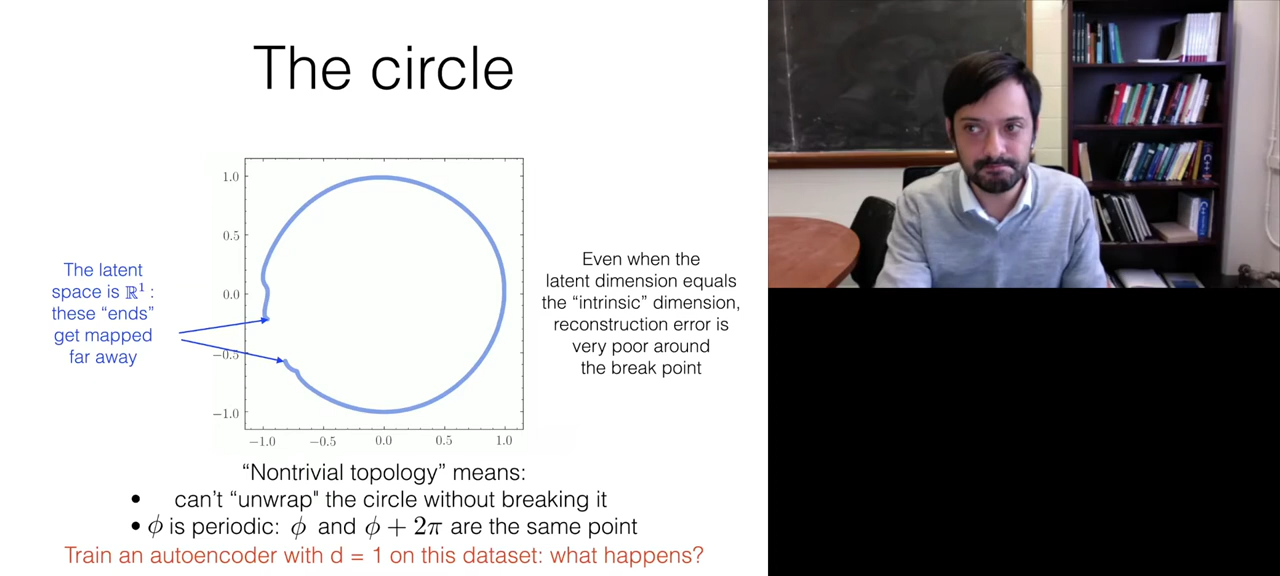 The circle
The latent
space is ℝ¹ :
these “ends”
get mapped
far away
1.0
0.5
0.0
−0.5
−1.0
−1.0
−0.5
0.0
0.5
1.0
Even when the
latent dimension equals
the “intrinsic” dimension,
reconstruction error is
very poor around
the break point
“Nontrivial topology” means:
• can’t “unwrap" the circle without breaking it
• ϕ is periodic: ϕ and ϕ + 2π are the same point
Train an autoencoder with d = 1 on this dataset: what happens?
C++